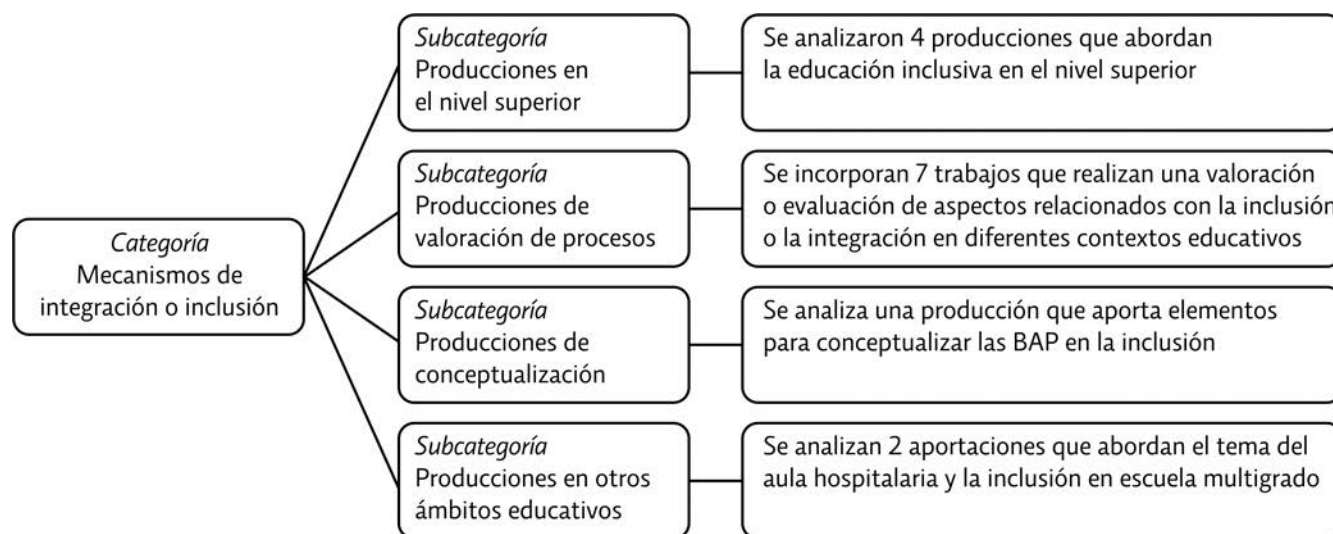 Subcategoría
Producciones en
el nivel superior
Se analizaron 4 producciones que abordan
la educación inclusiva en el nivel superior
Subcategoría
Producciones de
valoración de procesos
Se incorporan 7 trabajos que realizan una valoración
o evaluación de aspectos relacionados con la inclusión
o la integración en diferentes contextos educativos
Categoría
Mecanismos de
integración o inclusión
Subcategoría
Producciones de
conceptualización
Se analiza una producción que aporta elementos
para conceptualizar las BAP en la inclusión
Subcategoría
Producciones en otros
ámbitos educativos
Se analizan 2 aportaciones que abordan el tema del
aula hospitalaria y la inclusión en escuela multigrado